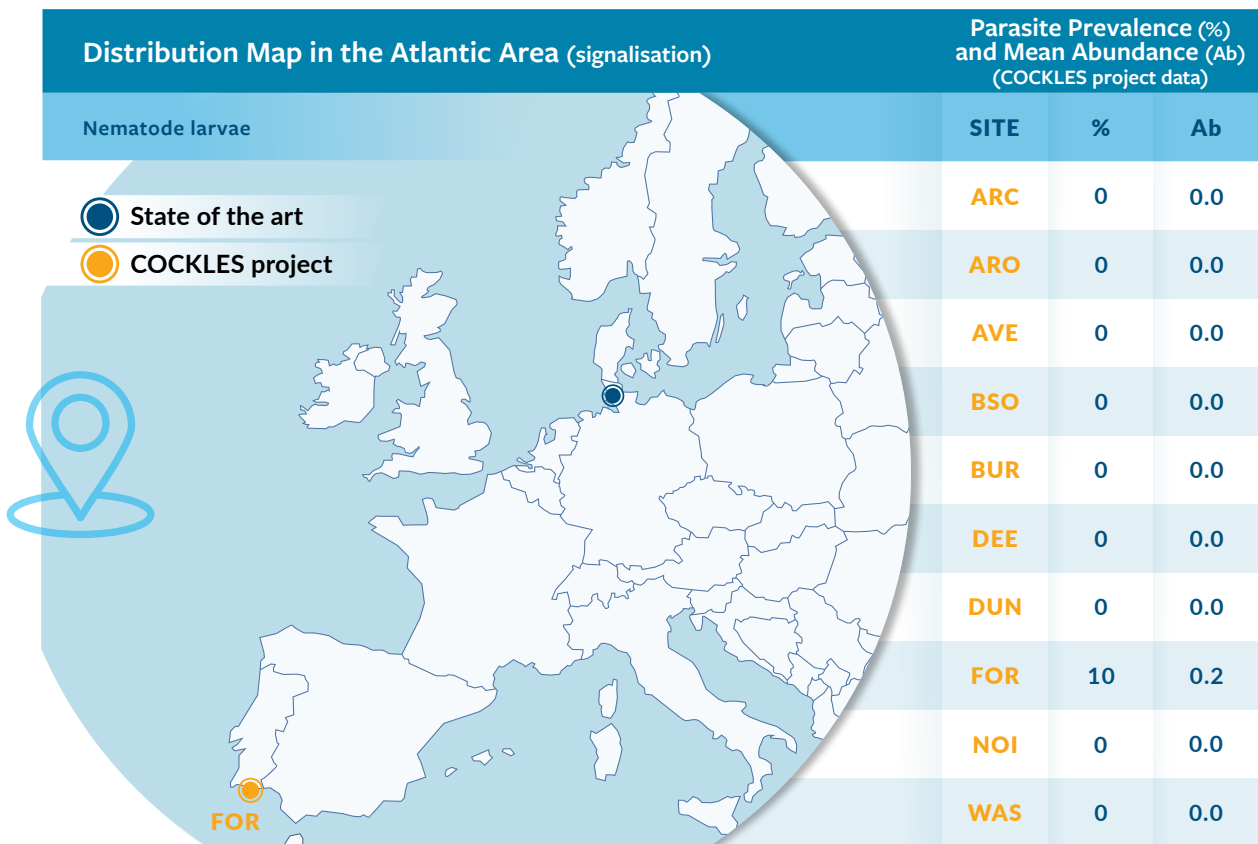 Distribution Map in the Atlantic Area (signalisation)
Parasite Prevalence (%)
and Mean Abundance (Ab)
(COCKLES project data)
Nematode larvae
SITE % Ab
State of the art
COCKLES project
ARC 0 0.0
ARO 0 0.0
AVE 0 0.0
BSO 0 0.0
BUR 0 0.0
DEE 0 0.0
DUN 0 0.0
FOR 10 0.2
NOI 0 0.0
WAS 0 0.0
FOR